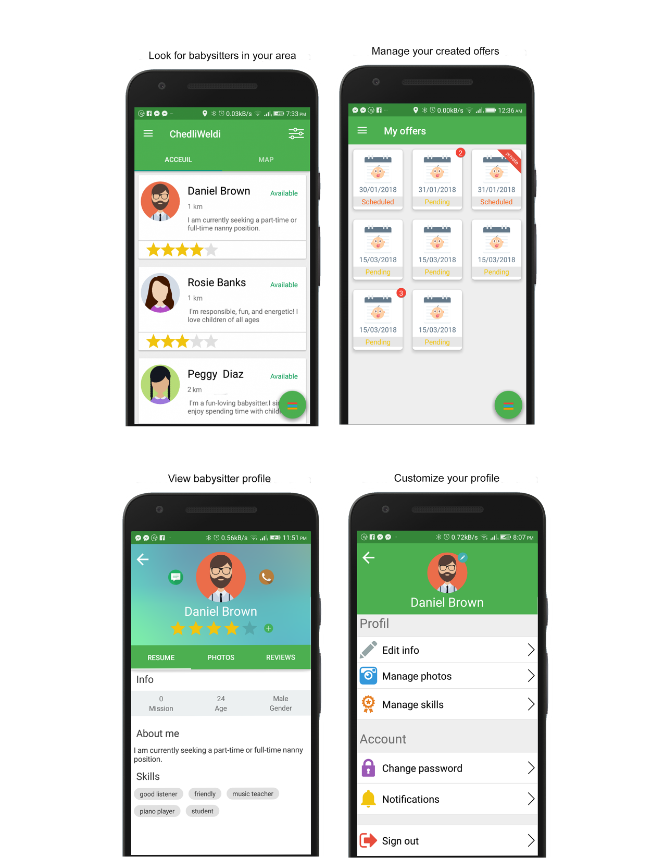 Look for babysitters in your area
0.03kB/s 7:33 PM
ChedliWeldi
ACCEUIL MAP
Daniel Brown Available
1 km
I am currently seeking a part-time or
full-time nanny position.
Rosie Banks Available
1 km
I'm responsible, fun, and energetic! I
love children of all ages
Peggy Diaz Available
2 km
I'm a fun-loving babysitter.I si
enjoy spending time with child
Manage your created offers
0.00kB/s 12:36 AM
My offers
30/01/2018
Scheduled
2
31/01/2018
Pending
31/01/2018
Scheduled
15/03/2018
Pending
15/03/2018
Pending
15/03/2018
Pending
15/03/2018
Pending
3
15/03/2018
Pending
View babysitter profile
0.56kB/s 11:51 PM
Daniel Brown
RESUME PHOTOS REVIEWS
Info
0 24 Male
Mission Age Gender
About me
I am currently seeking a part-time or full-time nanny
position.
Skills
good listener friendly music teacher
piano player student
Customize your profile
0.72kB/s 8:07 PM
Daniel Brown
Profil
Edit info
Manage photos
Manage skills
Account
Change password
Notifications
Sign out